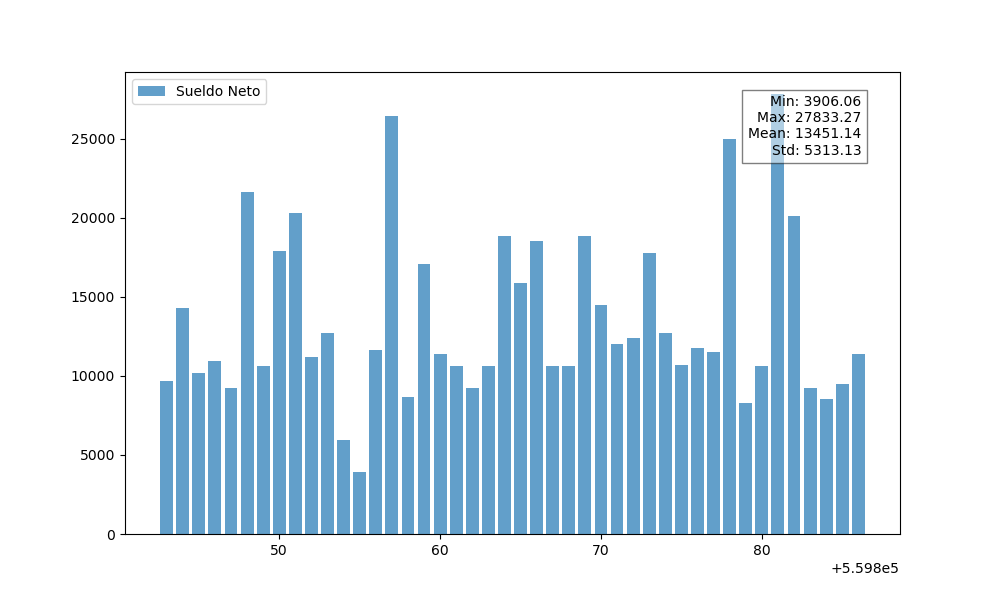 Sueldo Neto
Min: 3906.06
Max: 27833.27
Mean: 13451.14
Std: 5313.13
25000
20000
15000
10000
5000
0
50 60 70 80
+5.598e5